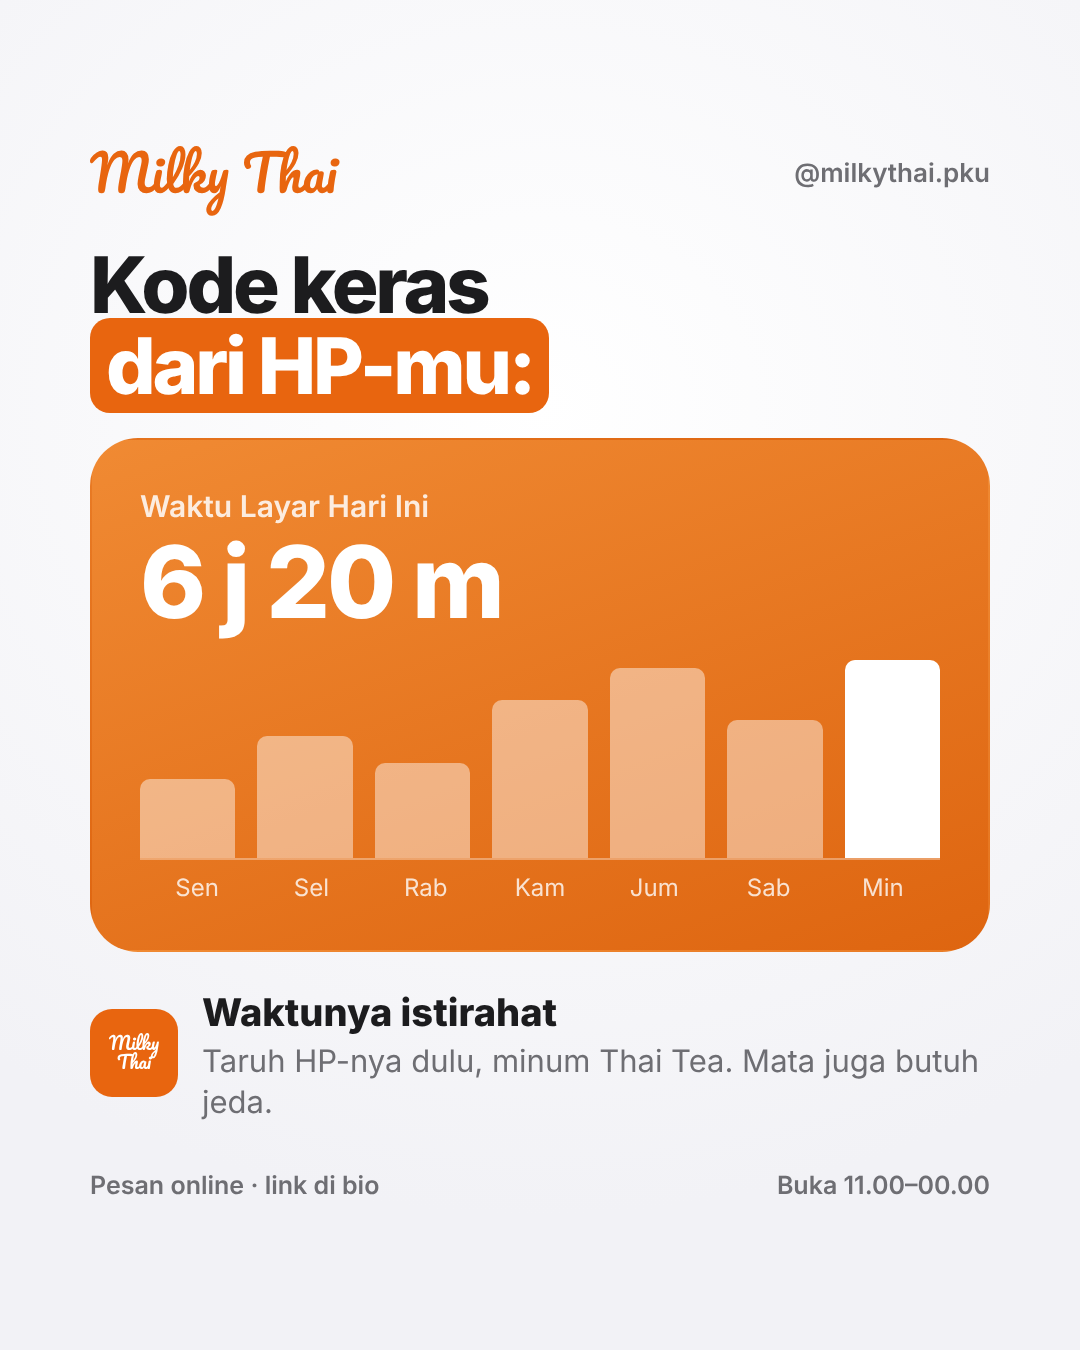 Milky Thai
@milkythai.pku
Kode keras
dari HP-mu:
Waktu Layar Hari Ini
6 j 20 m
Sen Sel Rab Kam Jum Sab Min
Milky
Thai
Waktunya istirahat
Taruh HP-nya dulu, minum Thai Tea. Mata juga butuh
jeda.
Pesan online · link di bio
Buka 11.00–00.00